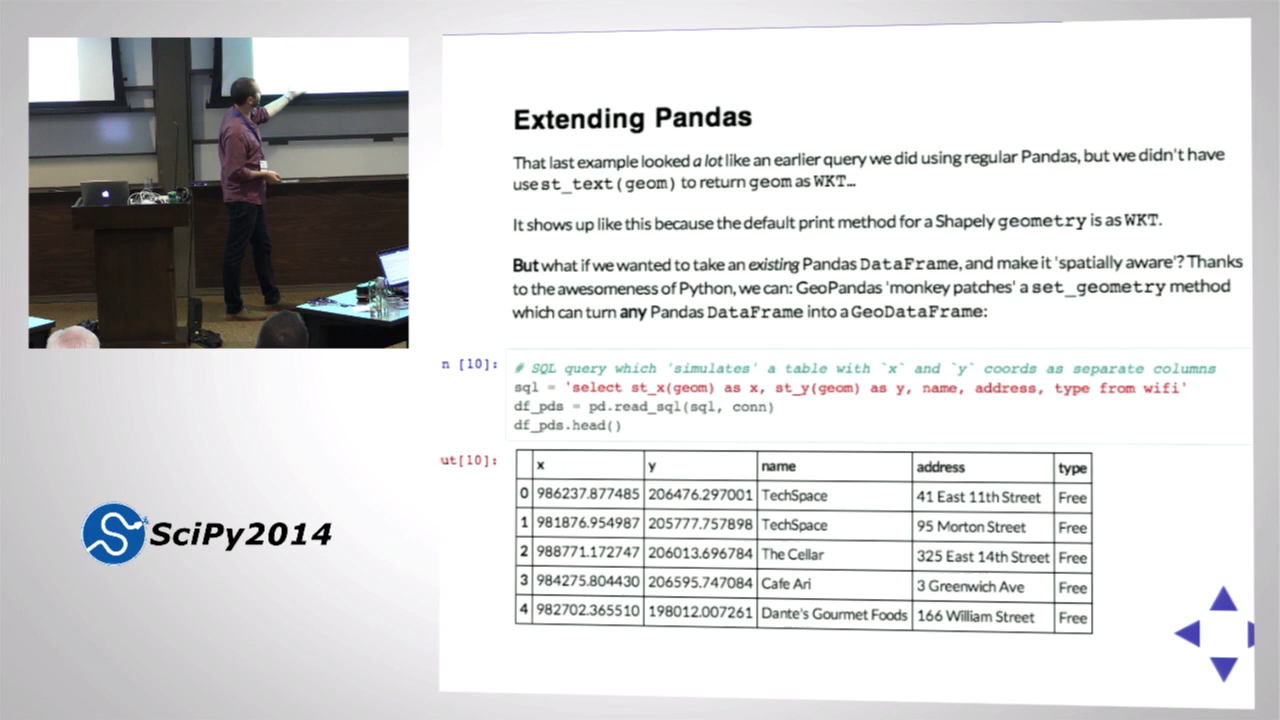 Extending Pandas
That last example looked a lot like an earlier query we did using regular Pandas, but we didn't have
use st_text(geom) to return geom as WKT...
It shows up like this because the default print method for a Shapely geometry is as WKT.
But what if we wanted to take an existing Pandas DataFrame, and make it 'spatially aware'? Thanks
to the awesomeness of Python, we can: GeoPandas 'monkey patches' a set_geometry method
which can turn any Pandas DataFrame into a GeoDataFrame:
n [10]:
# SQL query which 'simulates' a table with `x` and `y` coords as separate columns
sql = 'select st_x(geom) as x, st_y(geom) as y, name, address, type from wifi'
df_pds = pd.read_sql(sql, conn)
df_pds.head()
ut[10]:
x y name address type
0 986237.877485 206476.297001 TechSpace 41 East 11th Street Free
1 981876.954987 205777.757898 TechSpace 95 Morton Street Free
2 988771.172747 206013.696784 The Cellar 325 East 14th Street Free
3 984275.804430 206595.747084 Cafe Ari 3 Greenwich Ave Free
4 982702.365510 198012.007261 Dante's Gourmet Foods 166 William Street Free
SciPy2014